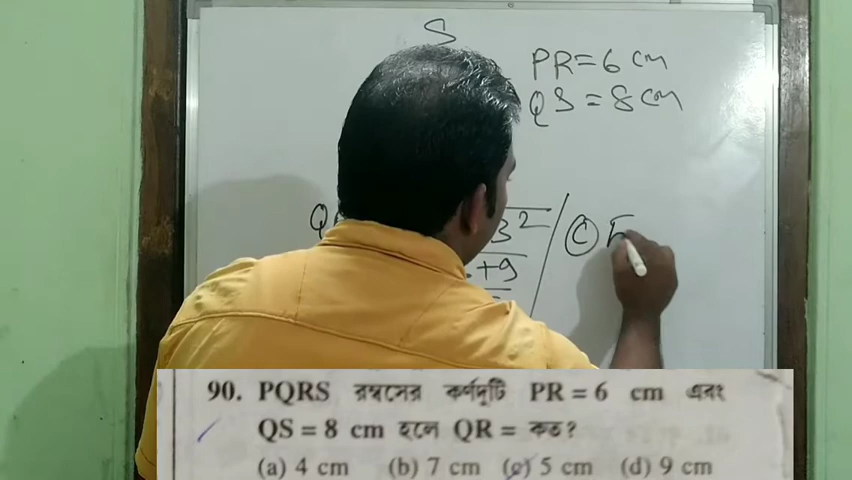 S
PR = 6 cm
QS = 8 cm
Q
3²
+9
Ⓒ 5
90. PQRS রম্বসের কর্ণদুটি PR = 6 cm এবং
QS = 8 cm হলে QR = কত?
(a) 4 cm (b) 7 cm (c) 5 cm (d) 9 cm